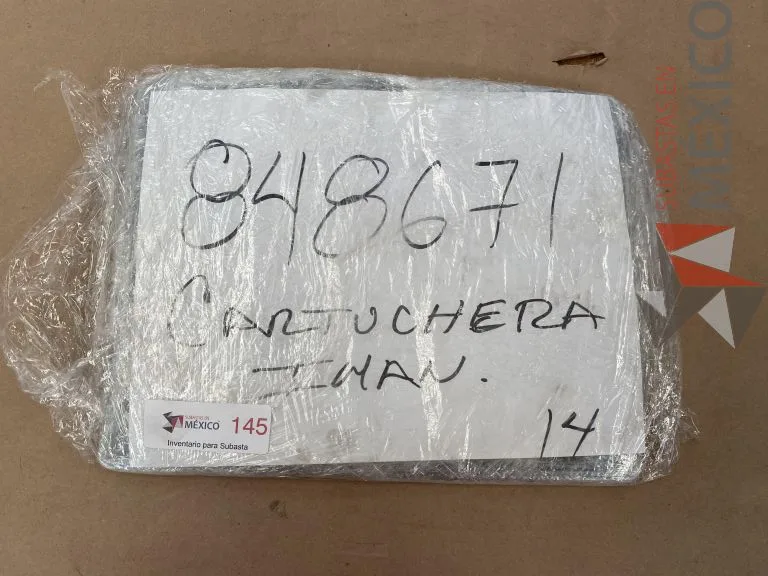 848671
CARTUCHERA
IMAN.
14
SUBASTAS EN
MÉXICO 145
Inventario para Subasta
SUBASTAS EN
MÉXICO